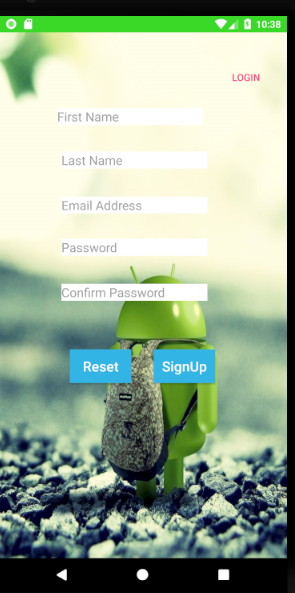 10:38
LOGIN
First Name
Last Name
Email Address
Password
Confirm Password
Reset
SignUp